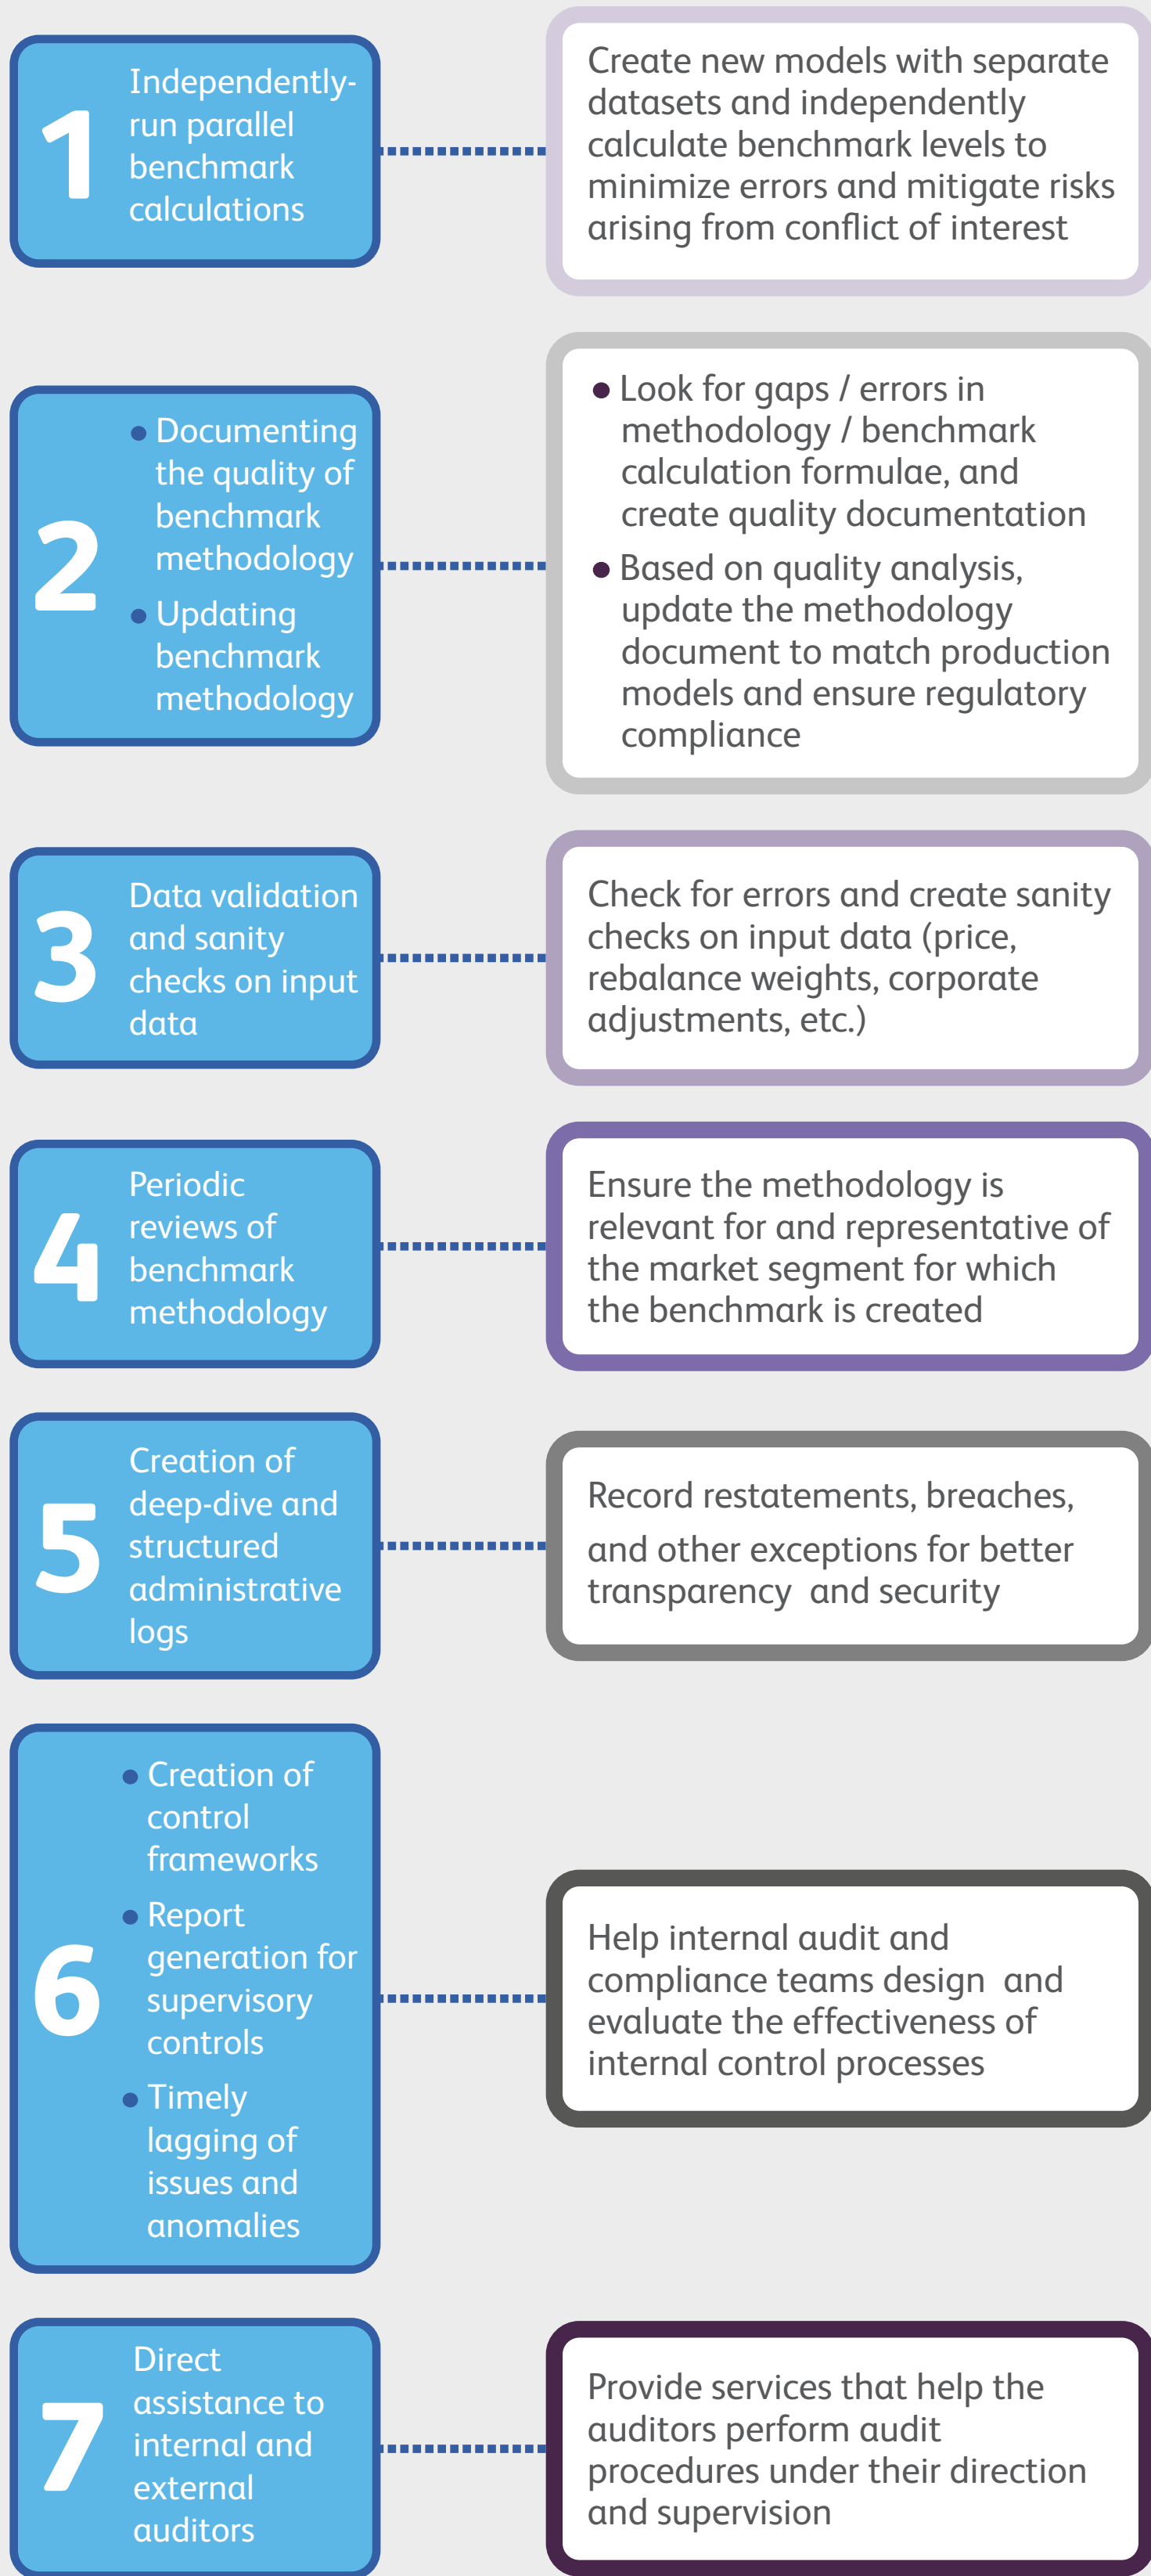 1
Independently-
run parallel
benchmark
calculations
Create new models with separate
datasets and independently
calculate benchmark levels to
minimize errors and mitigate risks
arising from conflict of interest
2
• Documenting
the quality of
benchmark
methodology
• Updating
benchmark
methodology
• Look for gaps / errors in
methodology / benchmark
calculation formulae, and
create quality documentation
• Based on quality analysis,
update the methodology
document to match production
models and ensure regulatory
compliance
3
Data validation
and sanity
checks on input
data
Check for errors and create sanity
checks on input data (price,
rebalance weights, corporate
adjustments, etc.)
4
Periodic
reviews of
benchmark
methodology
Ensure the methodology is
relevant for and representative of
the market segment for which
the benchmark is created
5
Creation of
deep-dive and
structured
administrative
logs
Record restatements, breaches,
and other exceptions for better
transparency and security
6
• Creation of
control
frameworks
• Report
generation for
supervisory
controls
• Timely
lagging of
issues and
anomalies
Help internal audit and
compliance teams design and
evaluate the effectiveness of
internal control processes
7
Direct
assistance to
internal and
external
auditors
Provide services that help the
auditors perform audit
procedures under their direction
and supervision